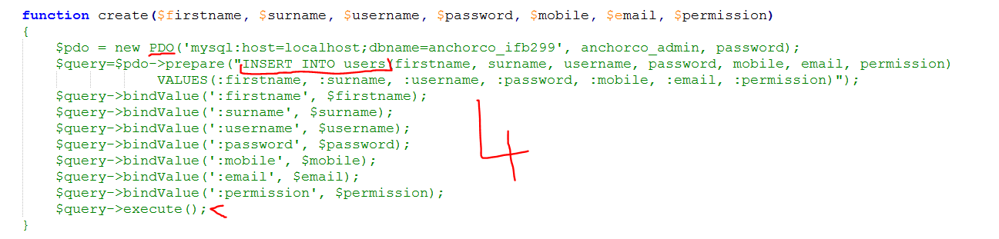 function create($firstname, $surname, $username, $password, $mobile, $email, $permission)
{
$pdo = new PDO('mysql:host=localhost;dbname=anchorco_ifb299', anchorco_admin, password);
$query=$pdo->prepare("INSERT INTO users(firstname, surname, username, password, mobile, email, permission)
VALUES(:firstname, :surname, :username, :password, :mobile, :email, :permission)");
$query->bindValue(':firstname', $firstname);
$query->bindValue(':surname', $surname);
$query->bindValue(':username', $username);
$query->bindValue(':password', $password);
$query->bindValue(':mobile', $mobile);
$query->bindValue(':email', $email);
$query->bindValue(':permission', $permission);
$query->execute();
}
4